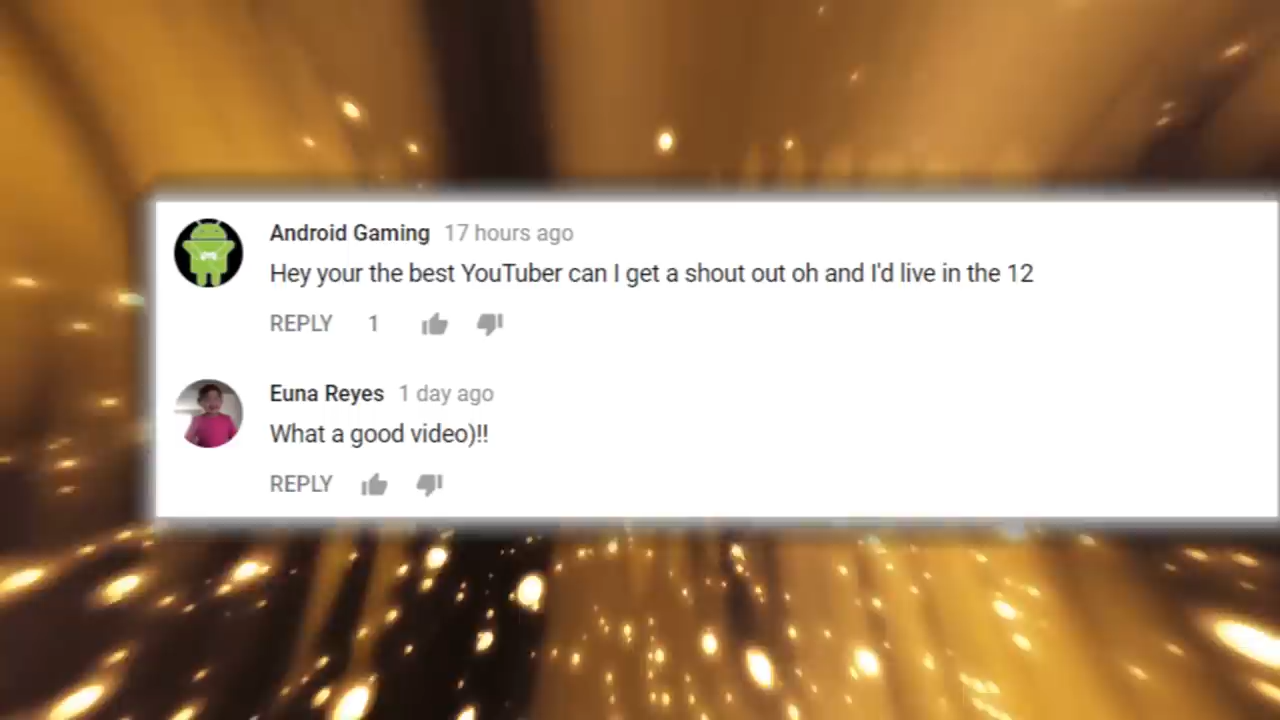 Android Gaming 17 hours ago
Hey your the best YouTuber can I get a shout out oh and I'd live in the 12
REPLY 1
Euna Reyes 1 day ago
What a good video)!!
REPLY